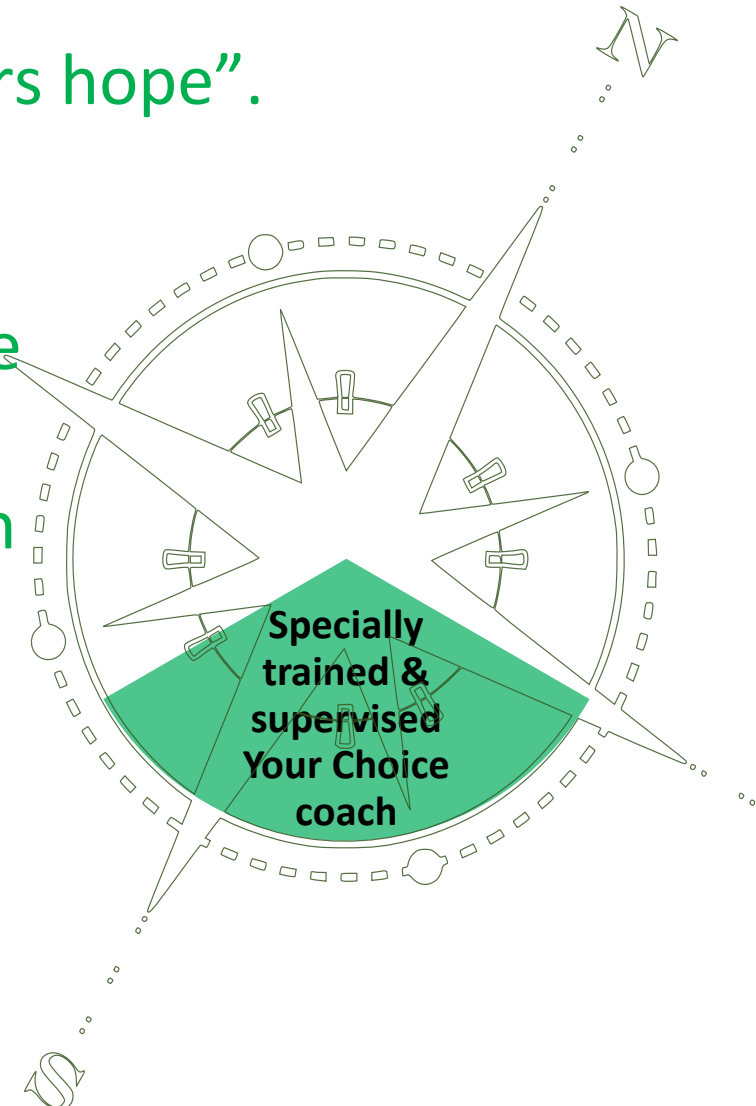 N
rs hope”.
e
n
Specially
trained &
supervised
Your Choice
coach
S